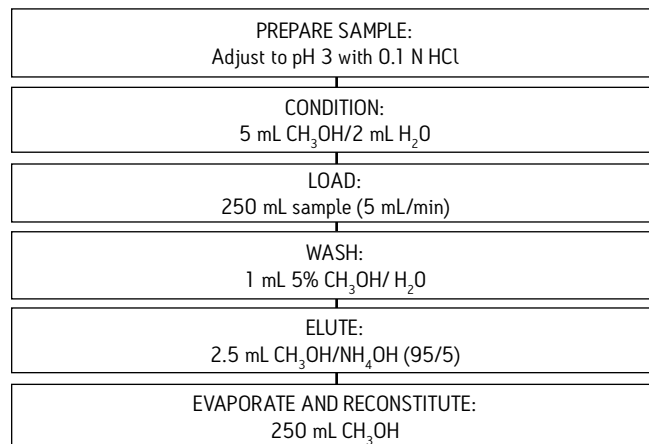 PREPARE SAMPLE:
Adjust to pH 3 with 0.1 N HCl
CONDITION:
5 mL CH₃OH/2 mL H₂O
LOAD:
250 mL sample (5 mL/min)
WASH:
1 mL 5% CH₃OH/ H₂O
ELUTE:
2.5 mL CH₃OH/NH₄OH (95/5)
EVAPORATE AND RECONSTITUTE:
250 mL CH₃OH